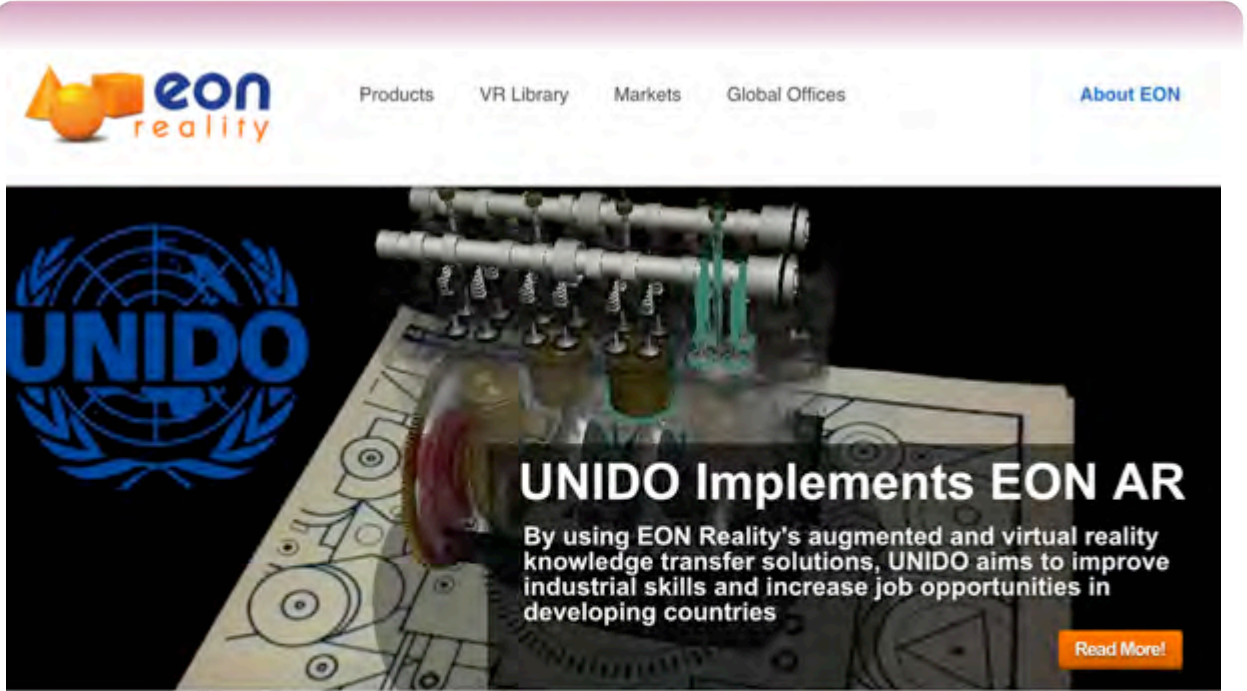 eon
reality
Products VR Library Markets Global Offices About EON
UNIDO
UNIDO Implements EON AR
By using EON Reality's augmented and virtual reality
knowledge transfer solutions, UNIDO aims to improve
industrial skills and increase job opportunities in
developing countries
Read More!